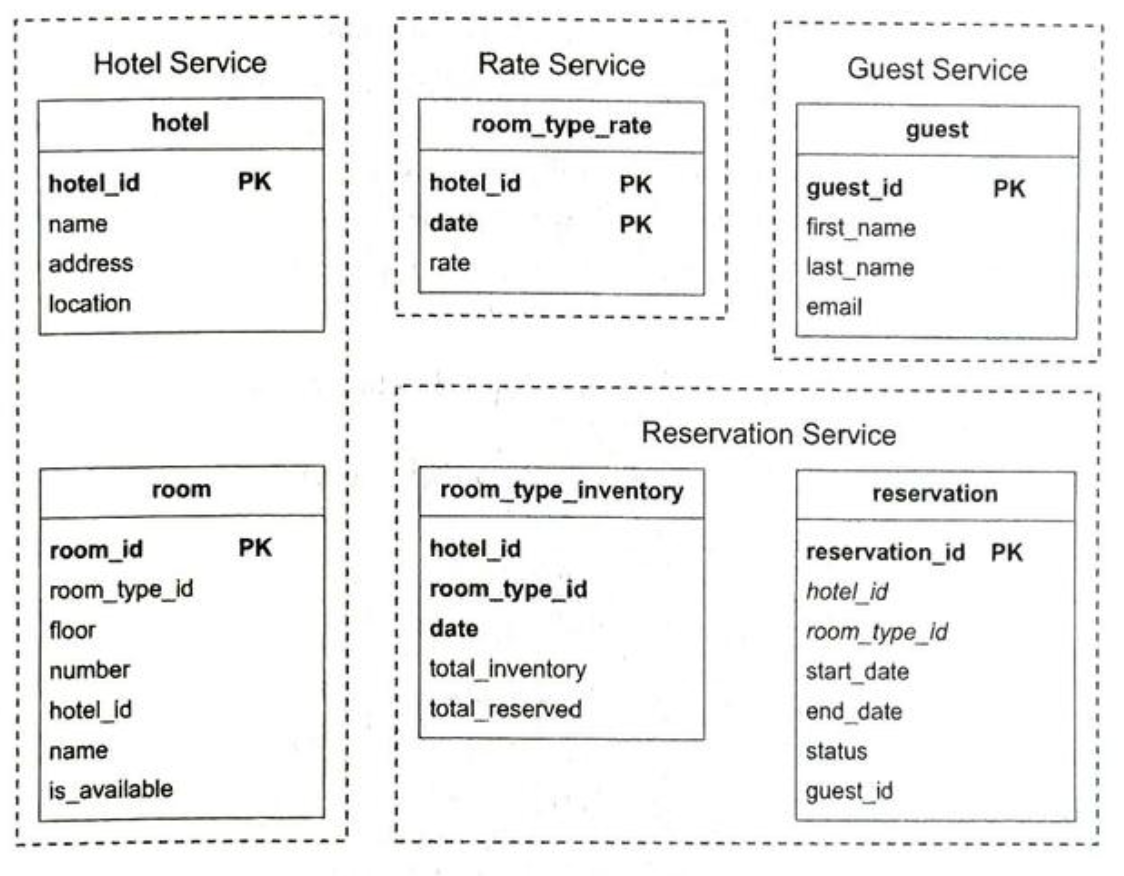 Hotel Service
hotel
hotel_id PK
name
address
location
room
room_id PK
room_type_id
floor
number
hotel_id
name
is_available
Rate Service
room_type_rate
hotel_id PK
date PK
rate
Guest Service
guest
guest_id PK
first_name
last_name
email
Reservation Service
room_type_inventory
hotel_id
room_type_id
date
total_inventory
total_reserved
reservation
reservation_id PK
hotel_id
room_type_id
start_date
end_date
status
guest_id